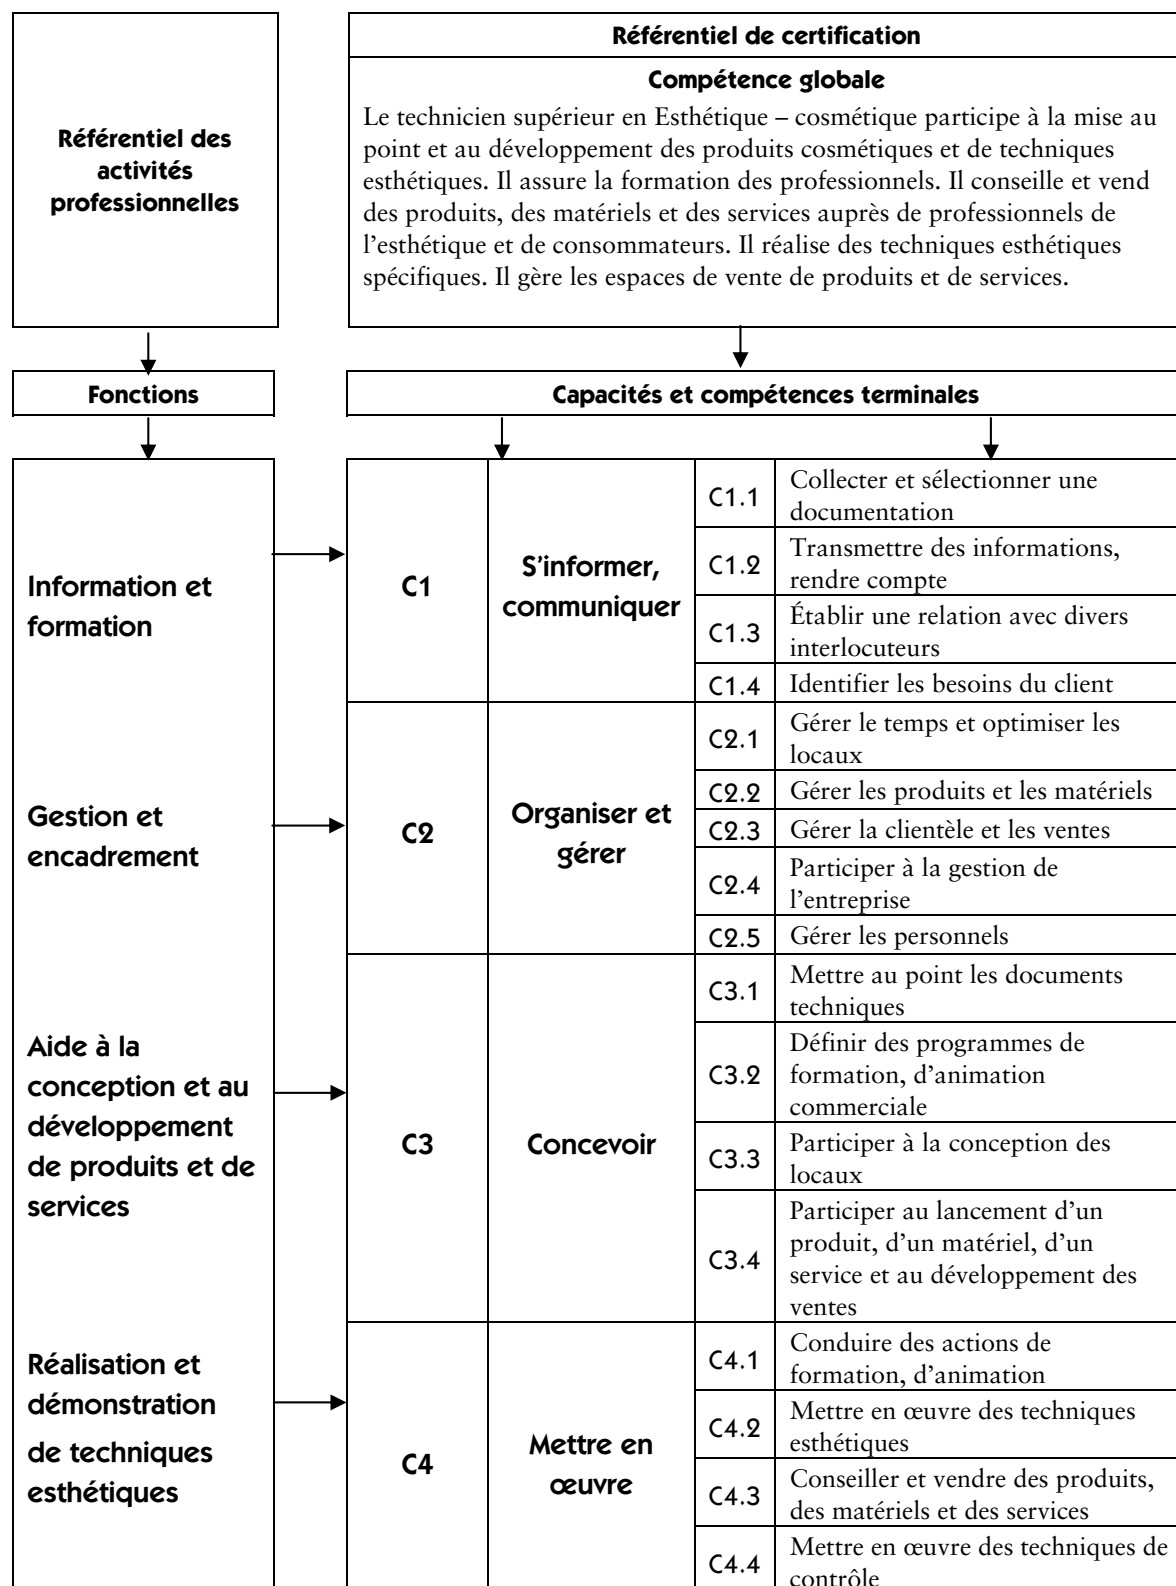 Référentiel des
activités
professionnelles
Référentiel de certification
Compétence globale
Le technicien supérieur en Esthétique – cosmétique participe à la mise au
point et au développement des produits cosmétiques et de techniques
esthétiques. Il assure la formation des professionnels. Il conseille et vend
des produits, des matériels et des services auprès de professionnels de
l'esthétique et de consommateurs. Il réalise des techniques esthétiques
spécifiques. Il gère les espaces de vente de produits et de services.
Fonctions
Capacités et compétences terminales
Information et
formation
C1
S'informer,
communiquer
C1.1
Collecter et sélectionner une
documentation
C1.2
Transmettre des informations,
rendre compte
C1.3
Établir une relation avec divers
interlocuteurs
C1.4
Identifier les besoins du client
Gestion et
encadrement
C2
Organiser et
gérer
C2.1
Gérer le temps et optimiser les
locaux
C2.2
Gérer les produits et les matériels
C2.3
Gérer la clientèle et les ventes
C2.4
Participer à la gestion de
l'entreprise
C2.5
Gérer les personnels
Aide à la
conception et au
développement
de produits et de
services
C3
Concevoir
C3.1
Mettre au point les documents
techniques
C3.2
Définir des programmes de
formation, d'animation
commerciale
C3.3
Participer à la conception des
locaux
C3.4
Participer au lancement d'un
produit, d'un matériel, d'un
service et au développement des
ventes
Réalisation et
démonstration
de techniques
esthétiques
C4
Mettre en
œuvre
C4.1
Conduire des actions de
formation, d'animation
C4.2
Mettre en œuvre des techniques
esthétiques
C4.3
Conseiller et vendre des produits,
des matériels et des services
C4.4
Mettre en œuvre des techniques de
contrôle